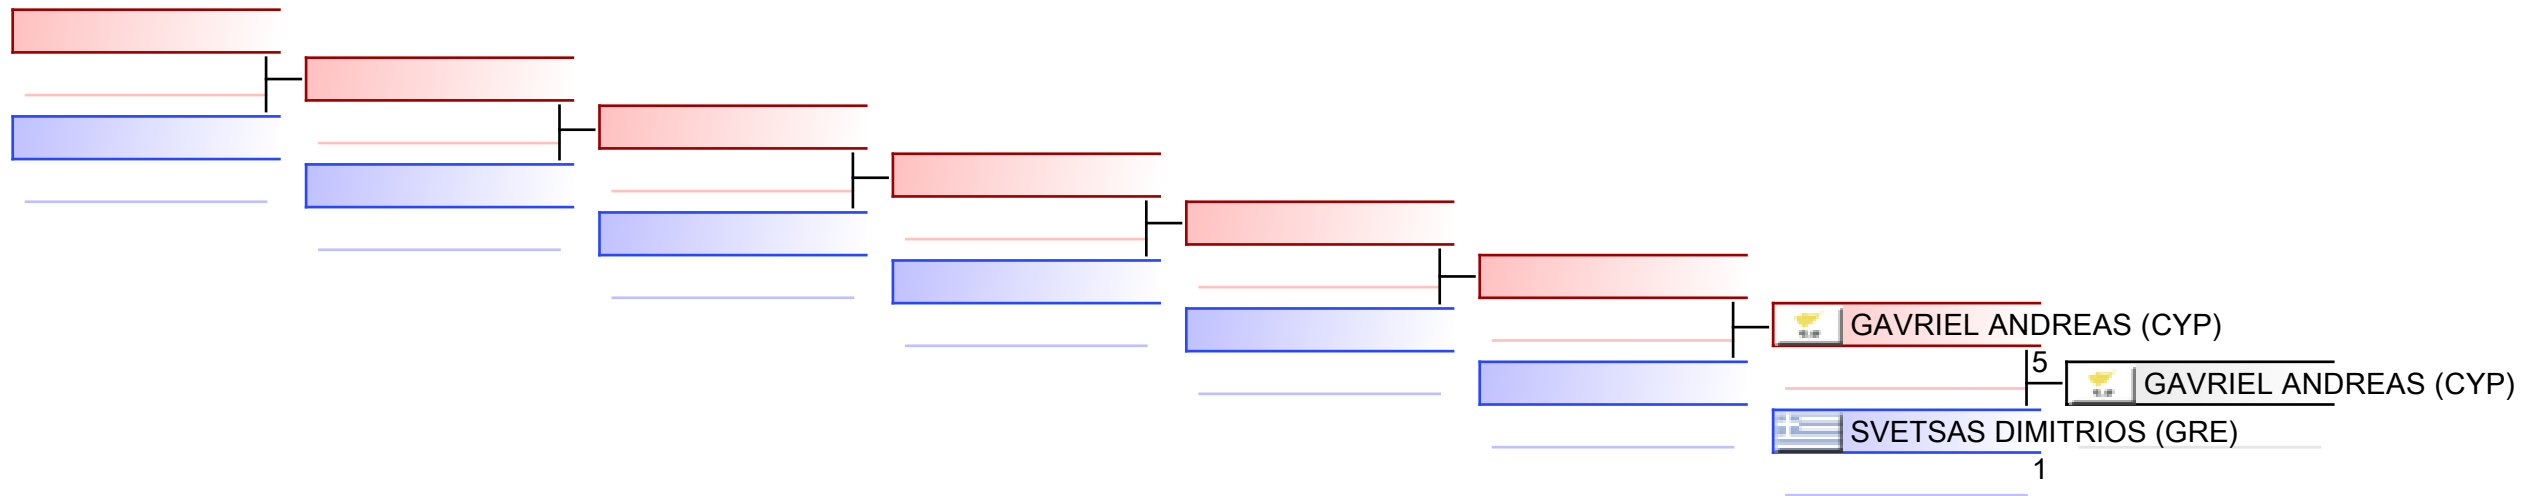 GAVRIEL ANDREAS (CYP)
5
GAVRIEL ANDREAS (CYP)
SVETSAS DIMITRIOS (GRE)
1